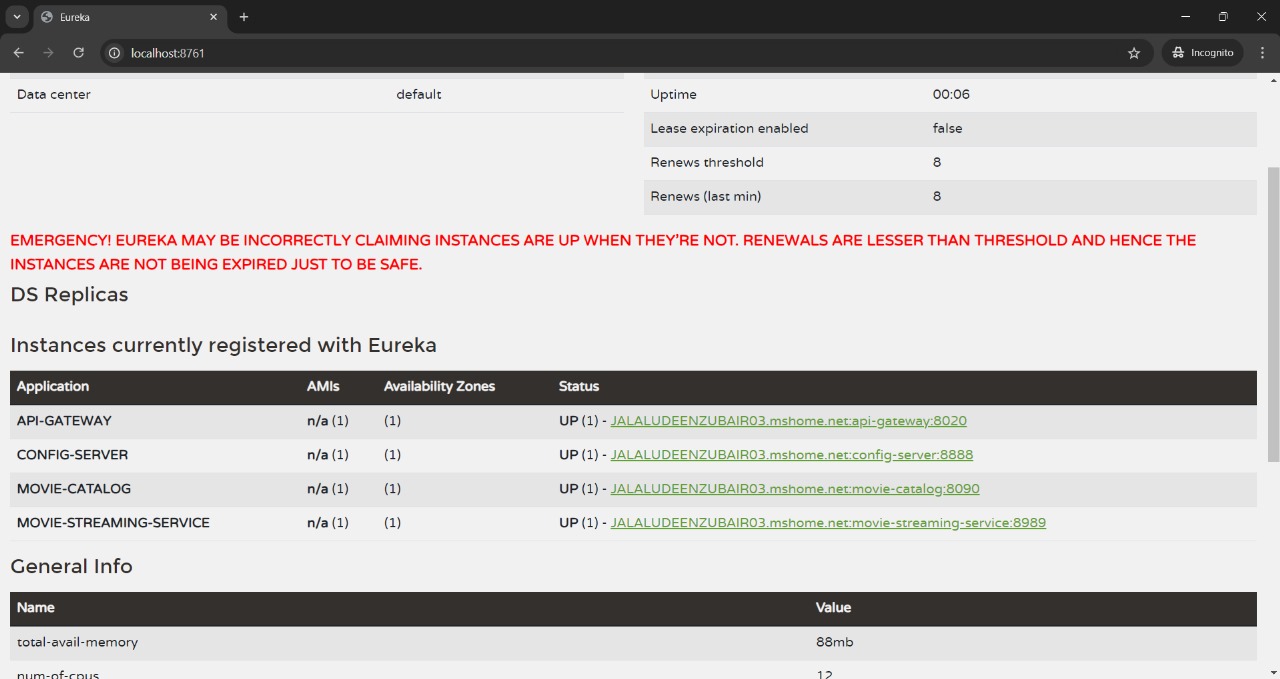 Eureka
localhost:8761
Incognito
Data center default
Uptime 00:06
Lease expiration enabled false
Renews threshold 8
Renews (last min) 8
EMERGENCY! EUREKA MAY BE INCORRECTLY CLAIMING INSTANCES ARE UP WHEN THEY'RE NOT. RENEWALS ARE LESSER THAN THRESHOLD AND HENCE THE
INSTANCES ARE NOT BEING EXPIRED JUST TO BE SAFE.
DS Replicas
Instances currently registered with Eureka
Application AMIs Availability Zones Status
API-GATEWAY n/a (1) (1) UP (1) - JALALUDEENZUBAIR03.mshome.net:api-gateway:8020
CONFIG-SERVER n/a (1) (1) UP (1) - JALALUDEENZUBAIR03.mshome.net:config-server:8888
MOVIE-CATALOG n/a (1) (1) UP (1) - JALALUDEENZUBAIR03.mshome.net:movie-catalog:8090
MOVIE-STREAMING-SERVICE n/a (1) (1) UP (1) - JALALUDEENZUBAIR03.mshome.net:movie-streaming-service:8989
General Info
Name Value
total-avail-memory 88mb
num-of-cpus 12